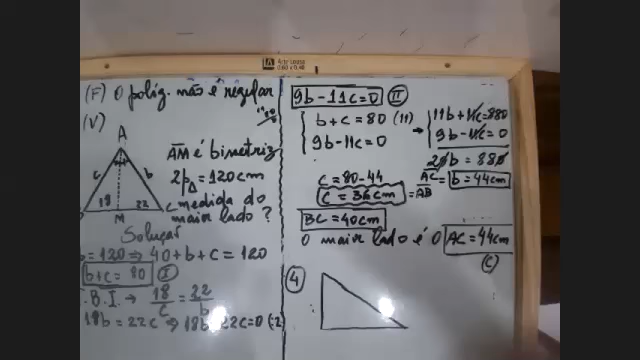 (F) O políg. não é regular
(V)
A
c
b
18
22
M
C
AM é bissetriz
2p△ = 120cm
medida do
maior lado?
Solução
= 120 ⇒ 40 + b + c = 120
b + c = 80 (I)
.B.I. → 18/c = 22/b
18b = 22c ⇒ 18b - 22c = 0 (÷2)
9b - 11c = 0 (II)
b + c = 80 (11)
9b - 11c = 0
→
11b + 11c = 880
9b - 11c = 0
20b = 880
AC = b = 44cm
c = 80 - 44
c = 36cm = AB
BC = 40cm
O maior lado é o AC = 44cm
(C)
4